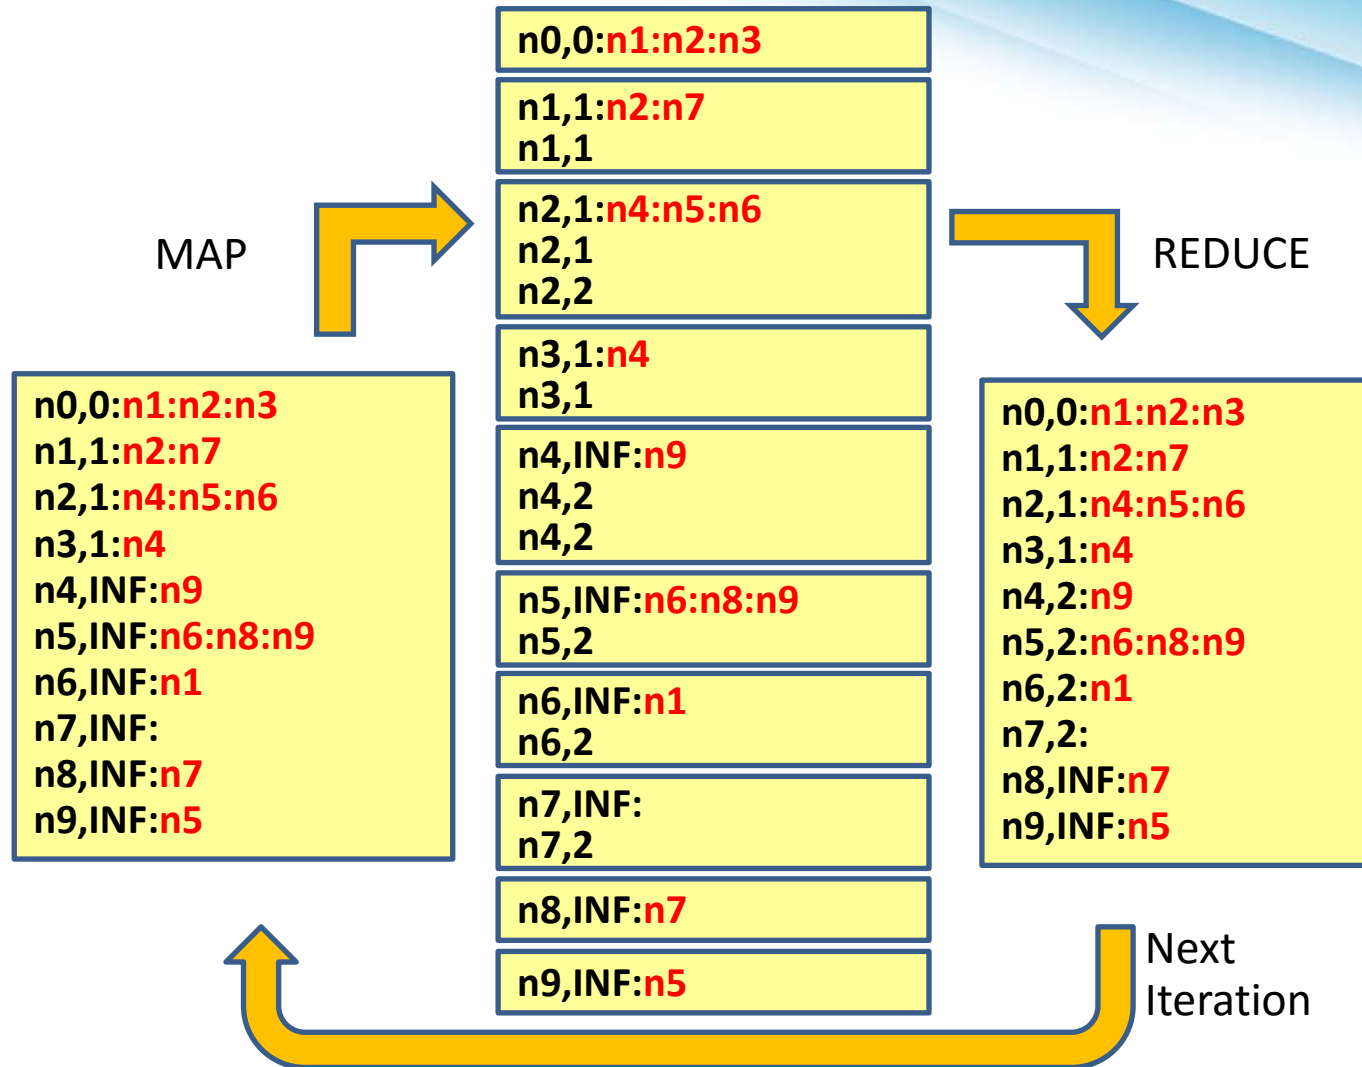 MAP
n0,0:n1:n2:n3
n1,1:n2:n7
n2,1:n4:n5:n6
n3,1:n4
n4,INF:n9
n5,INF:n6:n8:n9
n6,INF:n1
n7,INF:
n8,INF:n7
n9,INF:n5
n0,0:n1:n2:n3
n1,1:n2:n7
n1,1
n2,1:n4:n5:n6
n2,1
n2,2
n3,1:n4
n3,1
n4,INF:n9
n4,2
n4,2
n5,INF:n6:n8:n9
n5,2
n6,INF:n1
n6,2
n7,INF:
n7,2
n8,INF:n7
n9,INF:n5
REDUCE
n0,0:n1:n2:n3
n1,1:n2:n7
n2,1:n4:n5:n6
n3,1:n4
n4,2:n9
n5,2:n6:n8:n9
n6,2:n1
n7,2:
n8,INF:n7
n9,INF:n5
Next
Iteration